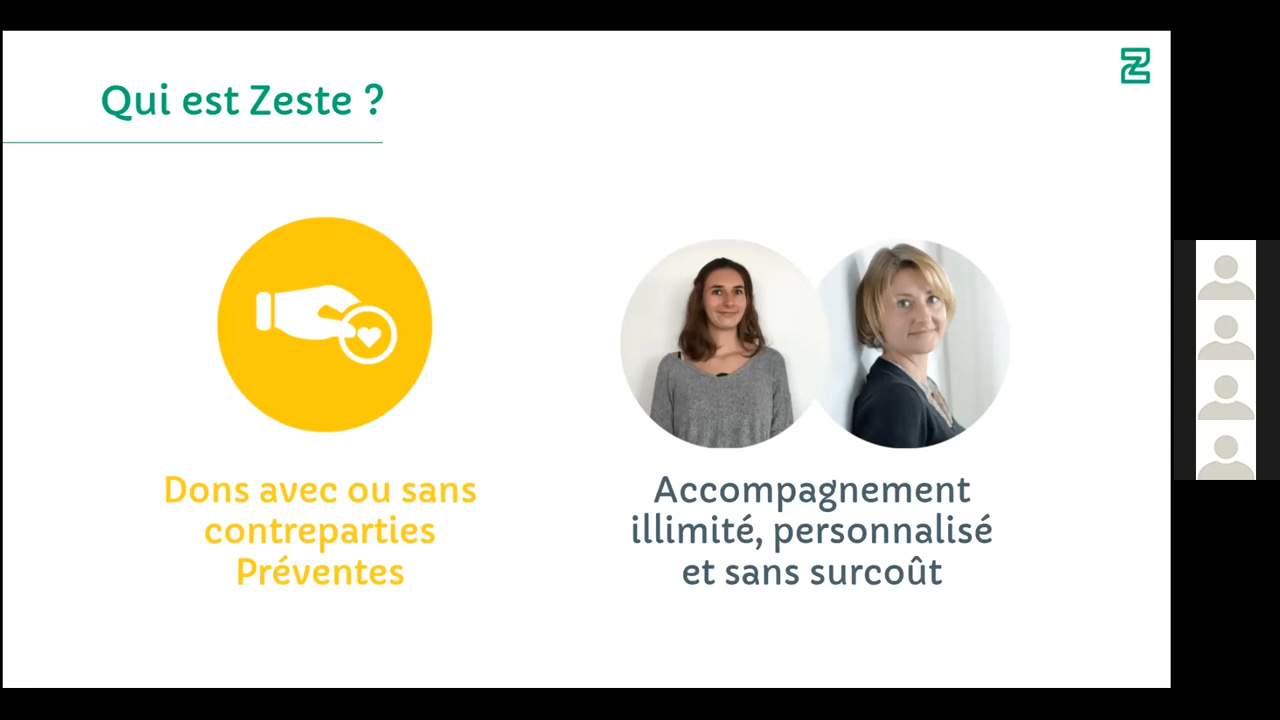 Qui est Zeste ?
Dons avec ou sans
contreparties
Préventes
Accompagnement
illimité, personnalisé
et sans surcoût